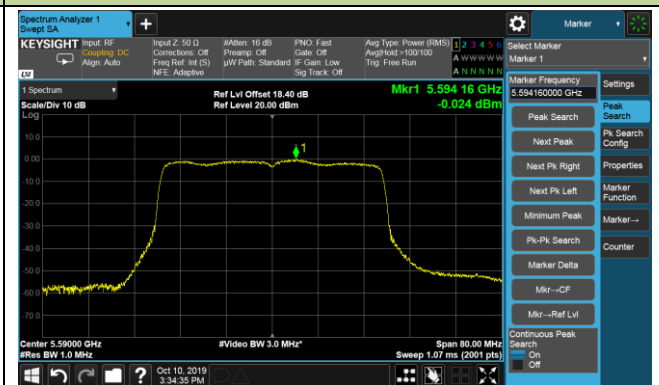 Spectrum Analyzer 1
Swept SA
+
Marker
KEYSIGHT
Input: RF
Coupling: DC
Align: Auto
Input Z: 50 Ω
Corrections: Off
Freq Ref: Int (S)
NFE: Adaptive
#Atten: 16 dB
Preamp: Off
µW Path: Standard
PNO: Fast
Gate: Off
IF Gain: Low
Sig Track: Off
Avg Type: Power (RMS)
Avg|Hold:>100/100
Trig: Free Run
1 2 3 4 5 6
A W W W W W
A N N N N N
LXI
Select Marker
Marker 1
1 Spectrum
Scale/Div 10 dB
Log
Ref Lvl Offset 18.40 dB
Ref Level 20.00 dBm
Mkr1 5.594 16 GHz
-0.024 dBm
10.0
0.00
-10.0
-20.0
-30.0
-40.0
-50.0
-60.0
-70.0
1
Center 5.59000 GHz
#Res BW 1.0 MHz
#Video BW 3.0 MHz*
Span 80.00 MHz
Sweep 1.07 ms (2001 pts)
Marker Frequency
5.594160000 GHz
Peak Search
Next Peak
Next Pk Right
Next Pk Left
Minimum Peak
Pk-Pk Search
Marker Delta
Mkr→CF
Mkr→Ref Lvl
Continuous Peak
Search
On
Off
Settings
Peak
Search
Pk Search
Config
Properties
Marker
Function
Marker→
Counter
?
Oct 10, 2019
3:34:35 PM